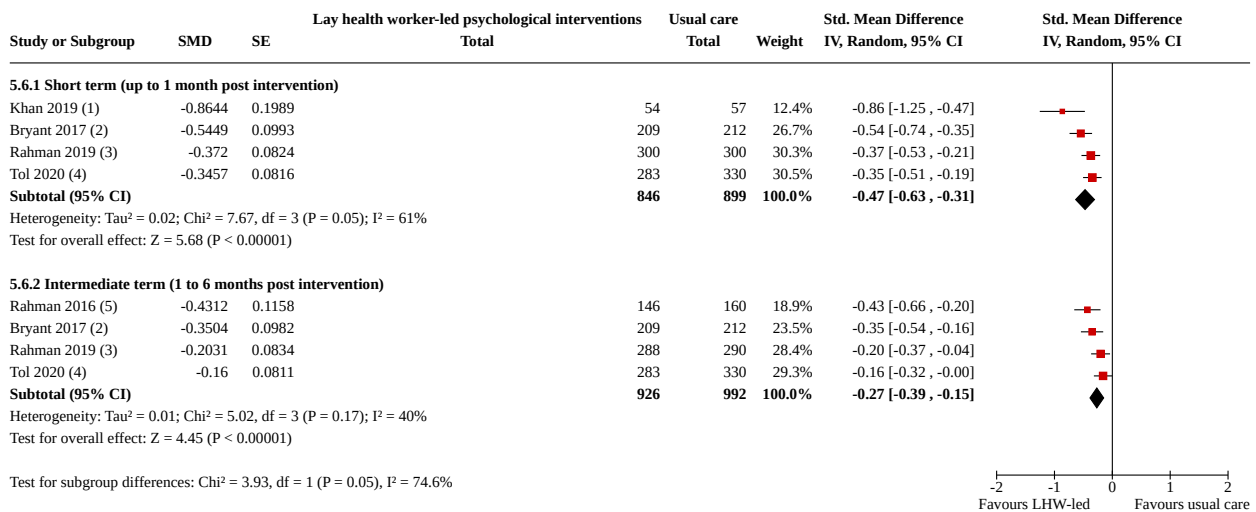 Lay health worker-led psychological interventions Usual care Std. Mean Difference Std. Mean Difference
Study or Subgroup SMD SE Total Total Weight IV, Random, 95% CI IV, Random, 95% CI
5.6.1 Short term (up to 1 month post intervention)
Khan 2019 (1) -0.8644 0.1989 54 57 12.4% -0.86 [-1.25 , -0.47]
Bryant 2017 (2) -0.5449 0.0993 209 212 26.7% -0.54 [-0.74 , -0.35]
Rahman 2019 (3) -0.372 0.0824 300 300 30.3% -0.37 [-0.53 , -0.21]
Tol 2020 (4) -0.3457 0.0816 283 330 30.5% -0.35 [-0.51 , -0.19]
Subtotal (95% CI) 846 899 100.0% -0.47 [-0.63 , -0.31]
Heterogeneity: Tau² = 0.02; Chi² = 7.67, df = 3 (P = 0.05); I² = 61%
Test for overall effect: Z = 5.68 (P < 0.00001)
5.6.2 Intermediate term (1 to 6 months post intervention)
Rahman 2016 (5) -0.4312 0.1158 146 160 18.9% -0.43 [-0.66 , -0.20]
Bryant 2017 (2) -0.3504 0.0982 209 212 23.5% -0.35 [-0.54 , -0.16]
Rahman 2019 (3) -0.2031 0.0834 288 290 28.4% -0.20 [-0.37 , -0.04]
Tol 2020 (4) -0.16 0.0811 283 330 29.3% -0.16 [-0.32 , -0.00]
Subtotal (95% CI) 926 992 100.0% -0.27 [-0.39 , -0.15]
Heterogeneity: Tau² = 0.01; Chi² = 5.02, df = 3 (P = 0.17); I² = 40%
Test for overall effect: Z = 4.45 (P < 0.00001)
Test for subgroup differences: Chi² = 3.93, df = 1 (P = 0.05), I² = 74.6%
-2 -1 0 1 2
Favours LHW-led Favours usual care